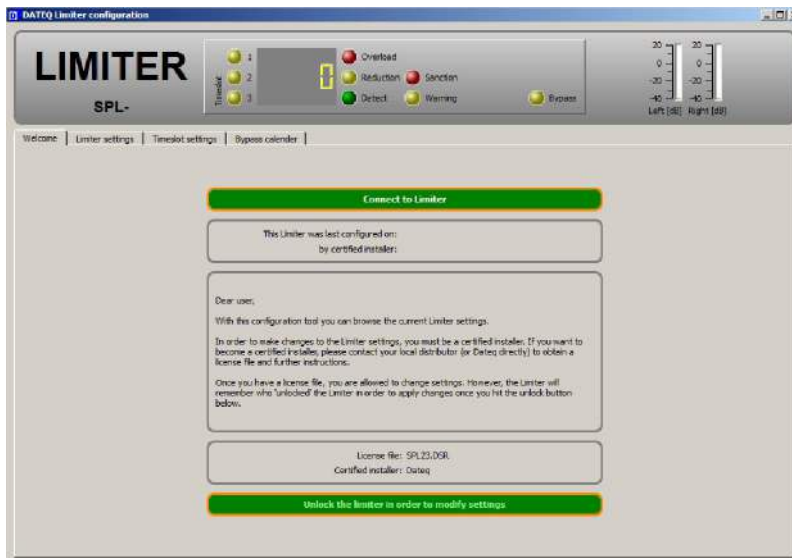 DATEQ Limiter configuration
LIMITER
SPL-
Timeslot
1
2
3
0
Overload
Reduction
Sanction
Detect
Warning
Bypass
20 20
0 0
-20 -20
-40 -40
Left [dB] Right [dB]
Welcome Limiter settings Timeslot settings Bypass calender
Connect to Limiter
This Limiter was last configured on:
by certified installer:
Dear user,
With this configuration tool you can browse the current Limiter settings.
In order to make changes to the Limiter settings, you must be a certified installer. If you want to
become a certified installer, please contact your local distributor (or Dateq directly) to obtain a
license file and further instructions.
Once you have a license file, you are allowed to change settings. However, the Limiter will
remember who 'unlocked' the Limiter in order to apply changes once you hit the unlock button
below.
License file: SPL23.DSR
Certified installer: Dateq
Unlock the limiter in order to modify settings